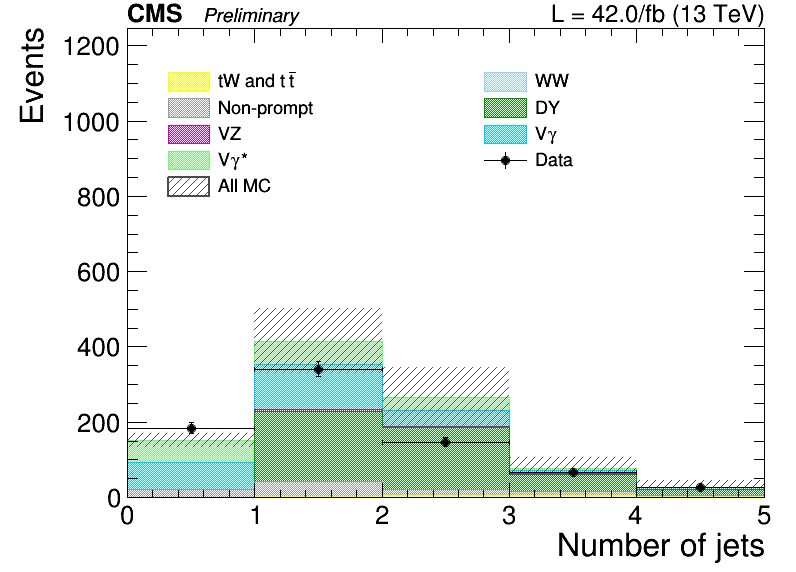 CMS Preliminary L = 42.0/fb (13 TeV)
Events
1200
1000
800
600
400
200
0
tW and t t̅
Non-prompt
VZ
Vγ*
All MC
WW
DY
Vγ
Data
0 1 2 3 4 5
Number of jets